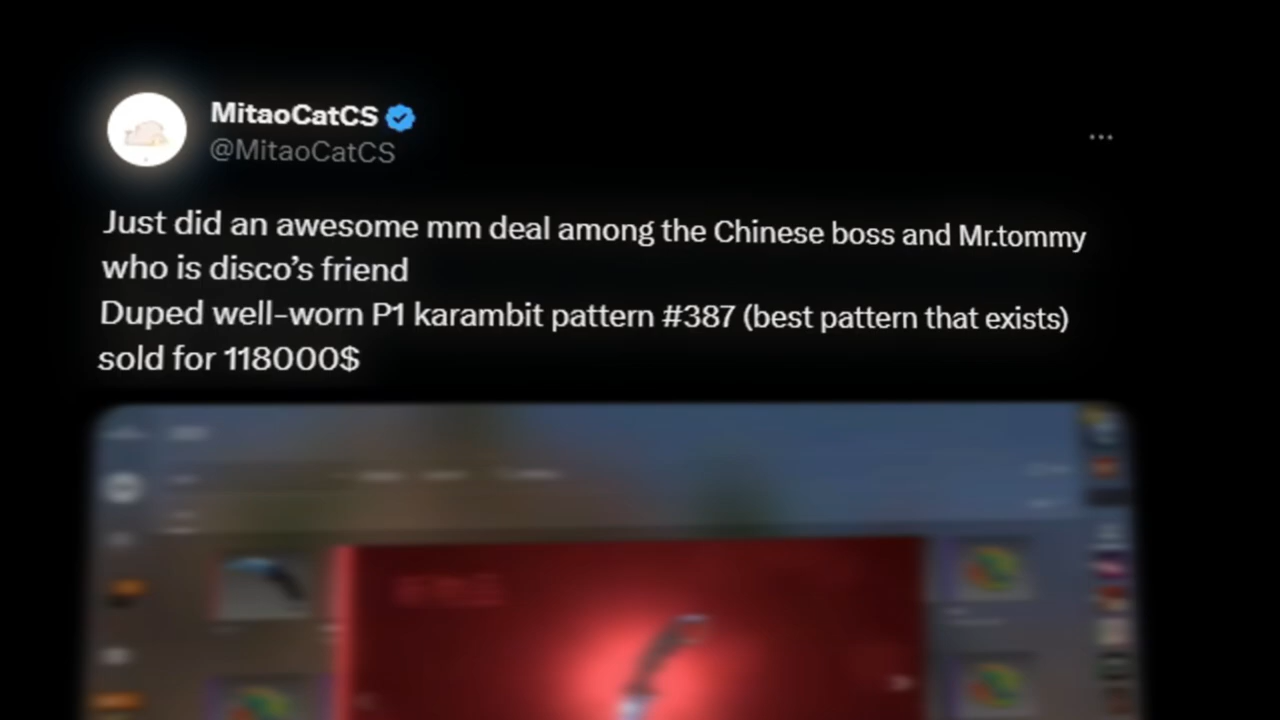 MitaoCatCS
@MitaoCatCS
Just did an awesome mm deal among the Chinese boss and Mr.tommy
who is disco’s friend
Duped well-worn P1 karambit pattern #387 (best pattern that exists)
sold for 118000$